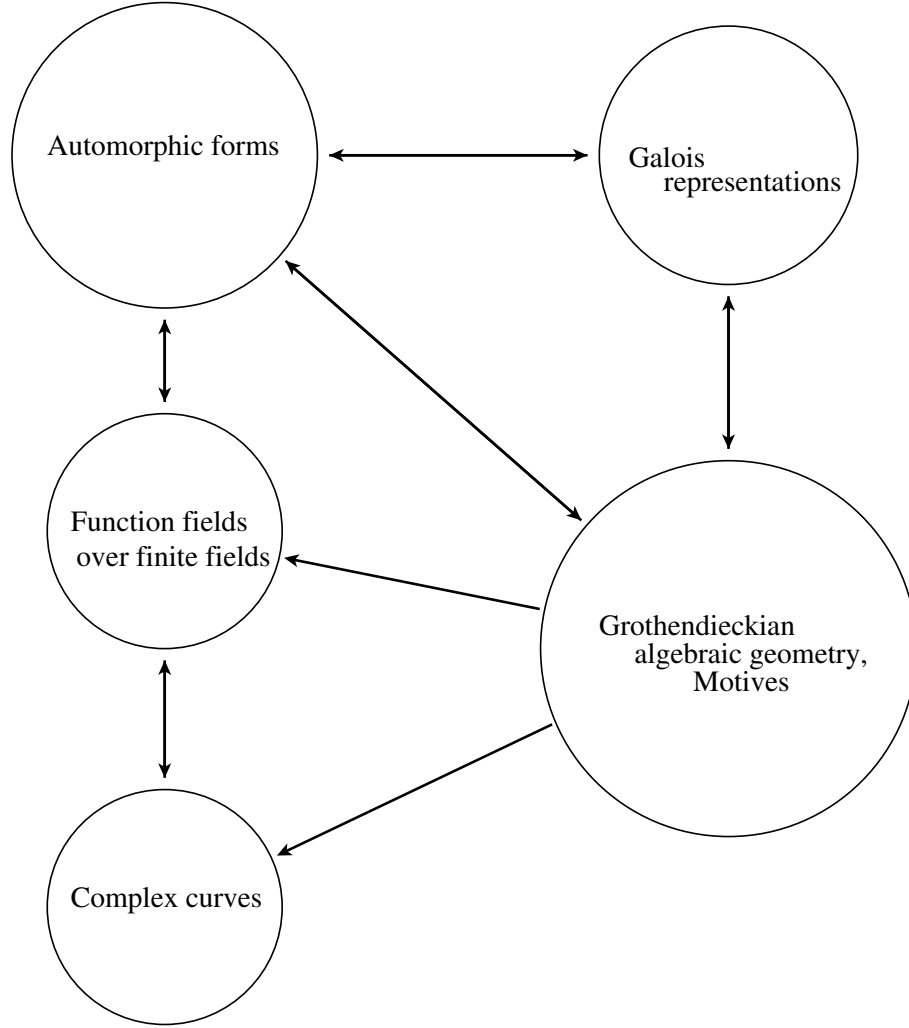 Automorphic forms
Galois
representations
Function fields
over finite fields
Grothendieckian
algebraic geometry,
Motives
Complex curves